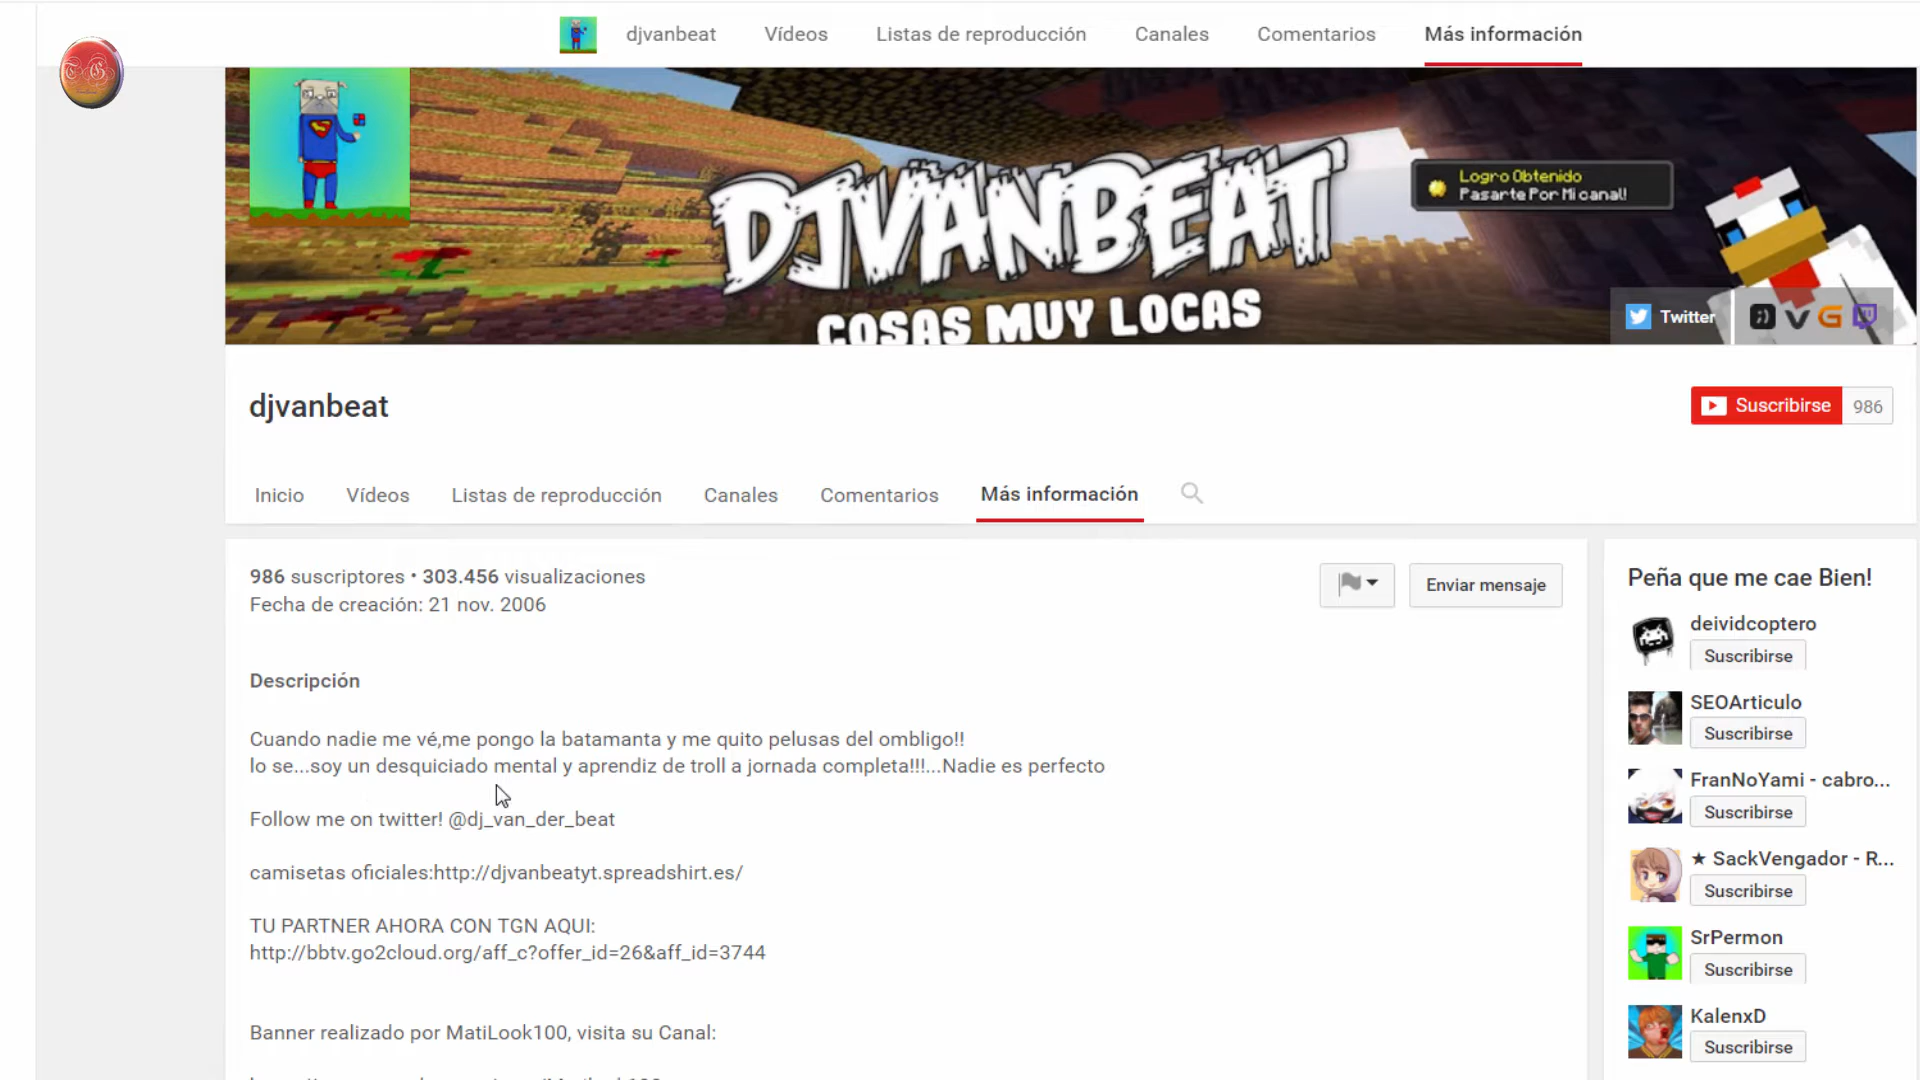 djvanbeat Vídeos Listas de reproducción Canales Comentarios Más información
DJVANBEAT
COSAS MUY LOCAS
Logro Obtenido
Pasarte Por Mi canal!
Twitter
djvanbeat
Suscribirse 986
Inicio Vídeos Listas de reproducción Canales Comentarios Más información
986 suscriptores • 303.456 visualizaciones
Fecha de creación: 21 nov. 2006
Enviar mensaje
Descripción
Cuando nadie me vé,me pongo la batamanta y me quito pelusas del ombligo!!
lo se...soy un desquiciado mental y aprendiz de troll a jornada completa!!!...Nadie es perfecto
Follow me on twitter! @dj_van_der_beat
camisetas oficiales:http://djvanbeatyt.spreadshirt.es/
TU PARTNER AHORA CON TGN AQUI:
http://bbtv.go2cloud.org/aff_c?offer_id=26&aff_id=3744
Banner realizado por MatiLook100, visita su Canal:
Peña que me cae Bien!
deividcoptero
Suscribirse
SEOArticulo
Suscribirse
FranNoYami - cabro...
Suscribirse
★ SackVengador - R...
Suscribirse
SrPermon
Suscribirse
KalenxD
Suscribirse